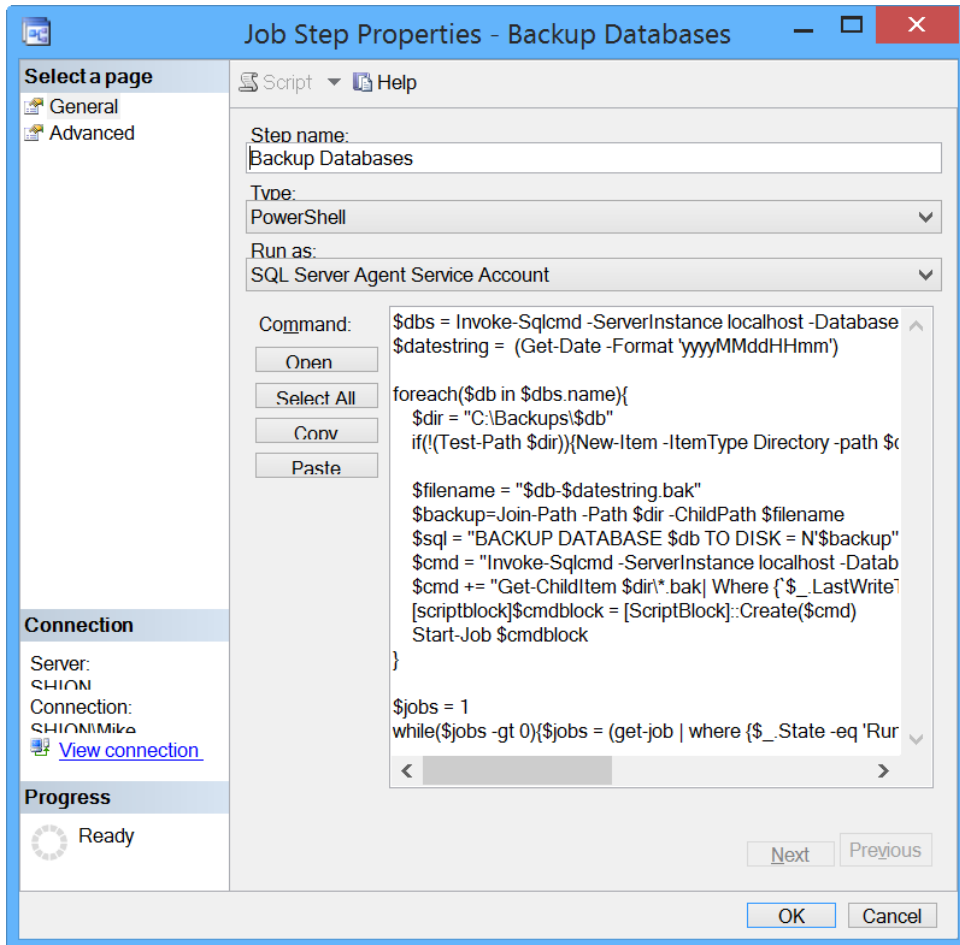 Job Step Properties - Backup Databases
Select a page
General
Advanced
Script Help
Step name:
Backup Databases
Type:
PowerShell
Run as:
SQL Server Agent Service Account
Command:
Open
Select All
Copy
Paste
$dbs = Invoke-Sqlcmd -ServerInstance localhost -Database
$datestring =  (Get-Date -Format 'yyyyMMddHHmm')
foreach($db in $dbs.name){
    $dir = "C:\Backups\$db"
    if(!(Test-Path $dir)){New-Item -ItemType Directory -path $d
    $filename = "$db-$datestring.bak"
    $backup=Join-Path -Path $dir -ChildPath $filename
    $sql = "BACKUP DATABASE $db TO DISK = N'$backup"
    $cmd = "Invoke-Sqlcmd -ServerInstance localhost -Datab
    $cmd += "Get-ChildItem $dir\*.bak| Where {`$_.LastWriteT
    [scriptblock]$cmdblock = [ScriptBlock]::Create($cmd)
    Start-Job $cmdblock
}
$jobs = 1
while($jobs -gt 0){$jobs = (get-job | where {$_.State -eq 'Run
Connection
Server:
SHION
Connection:
SHION\Mike
View connection
Progress
Ready
Next
Previous
OK
Cancel